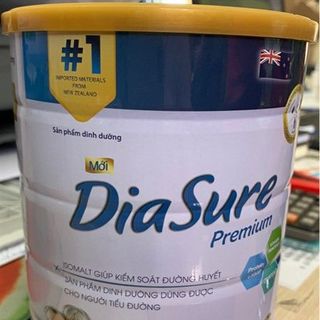 #1
IMPORTED MATERIALS
FROM
NEW ZEALAND
Sản phẩm dinh dưỡng
Mới
DiaSure
Premium
ISOMALT GIÚP KIỂM SOÁT ĐƯỜNG HUYẾT
SẢN PHẨM DINH DƯỠNG DÙNG ĐƯỢC
CHO NGƯỜI TIỂU ĐƯỜNG